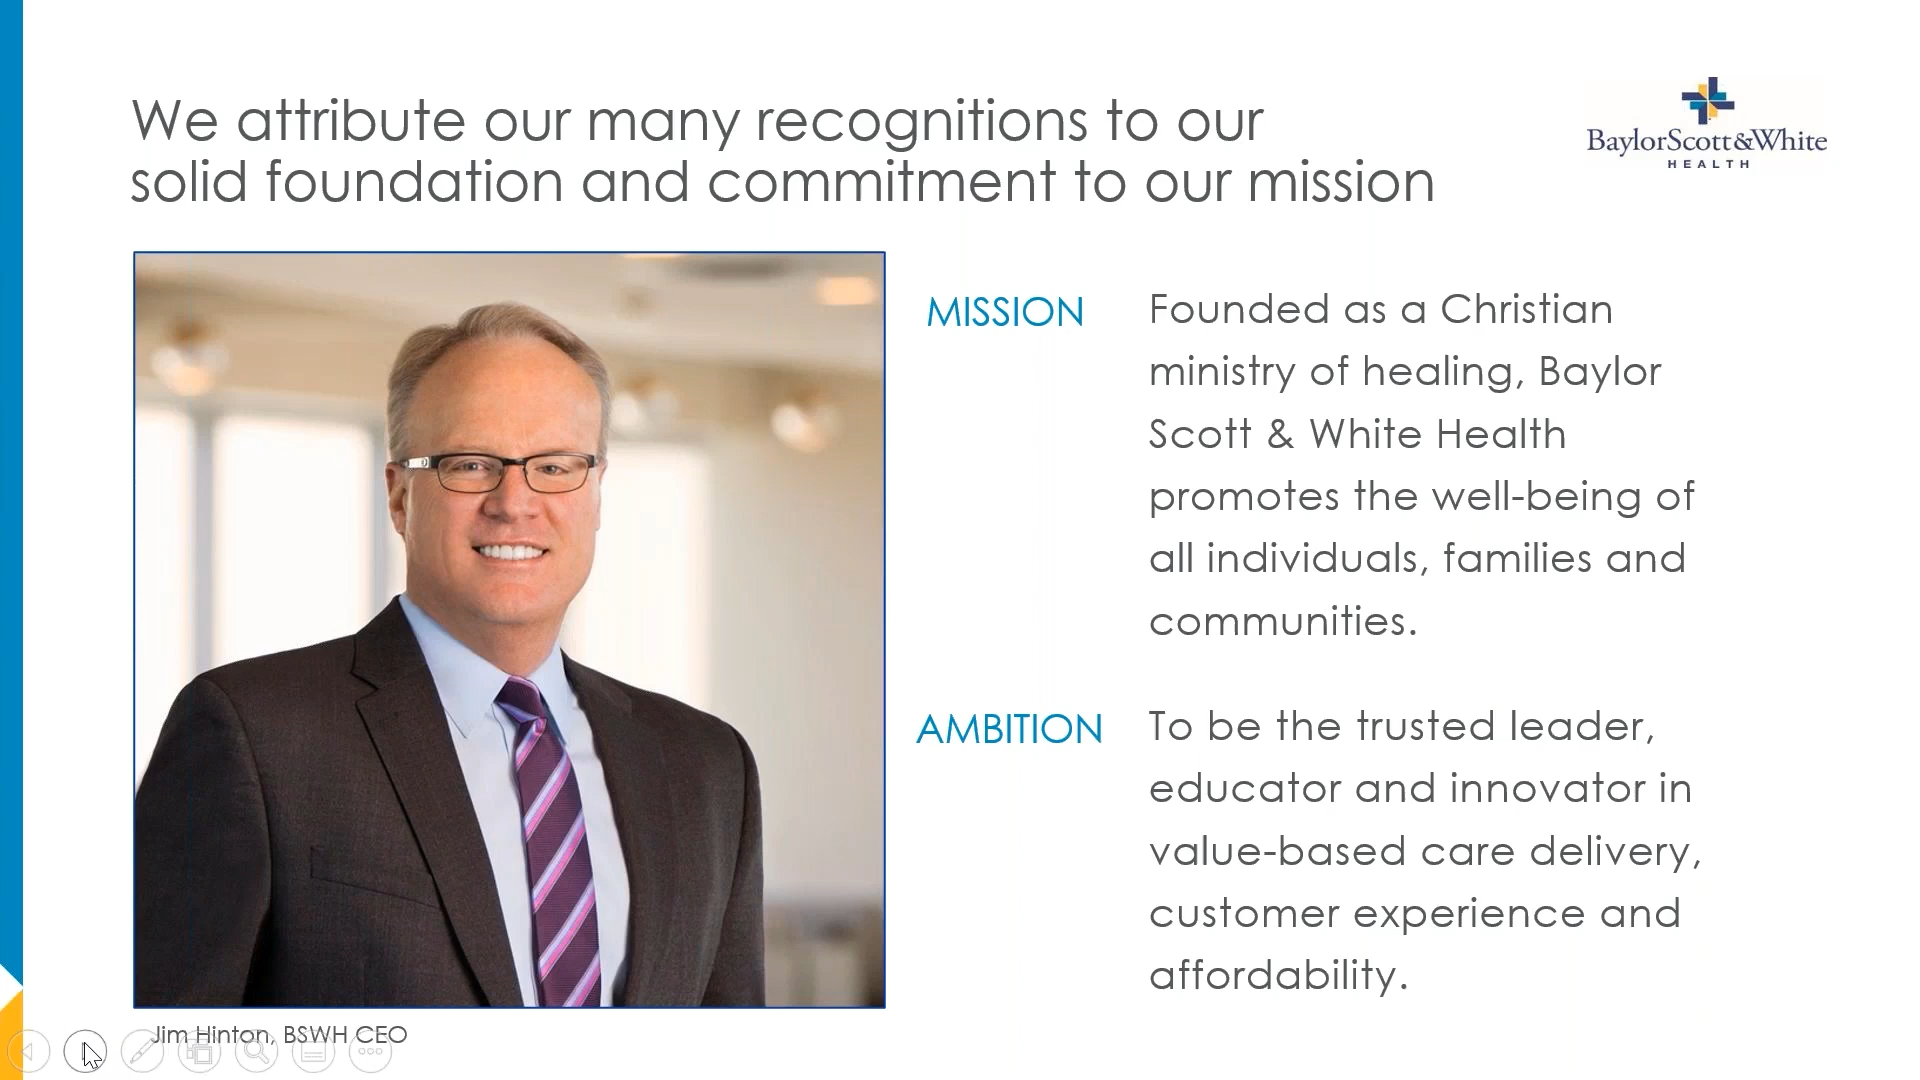 We attribute our many recognitions to our
solid foundation and commitment to our mission
BaylorScott&White
HEALTH
MISSION
Founded as a Christian
ministry of healing, Baylor
Scott & White Health
promotes the well-being of
all individuals, families and
communities.
AMBITION
To be the trusted leader,
educator and innovator in
value-based care delivery,
customer experience and
affordability.
Jim Hinton, BSWH CEO